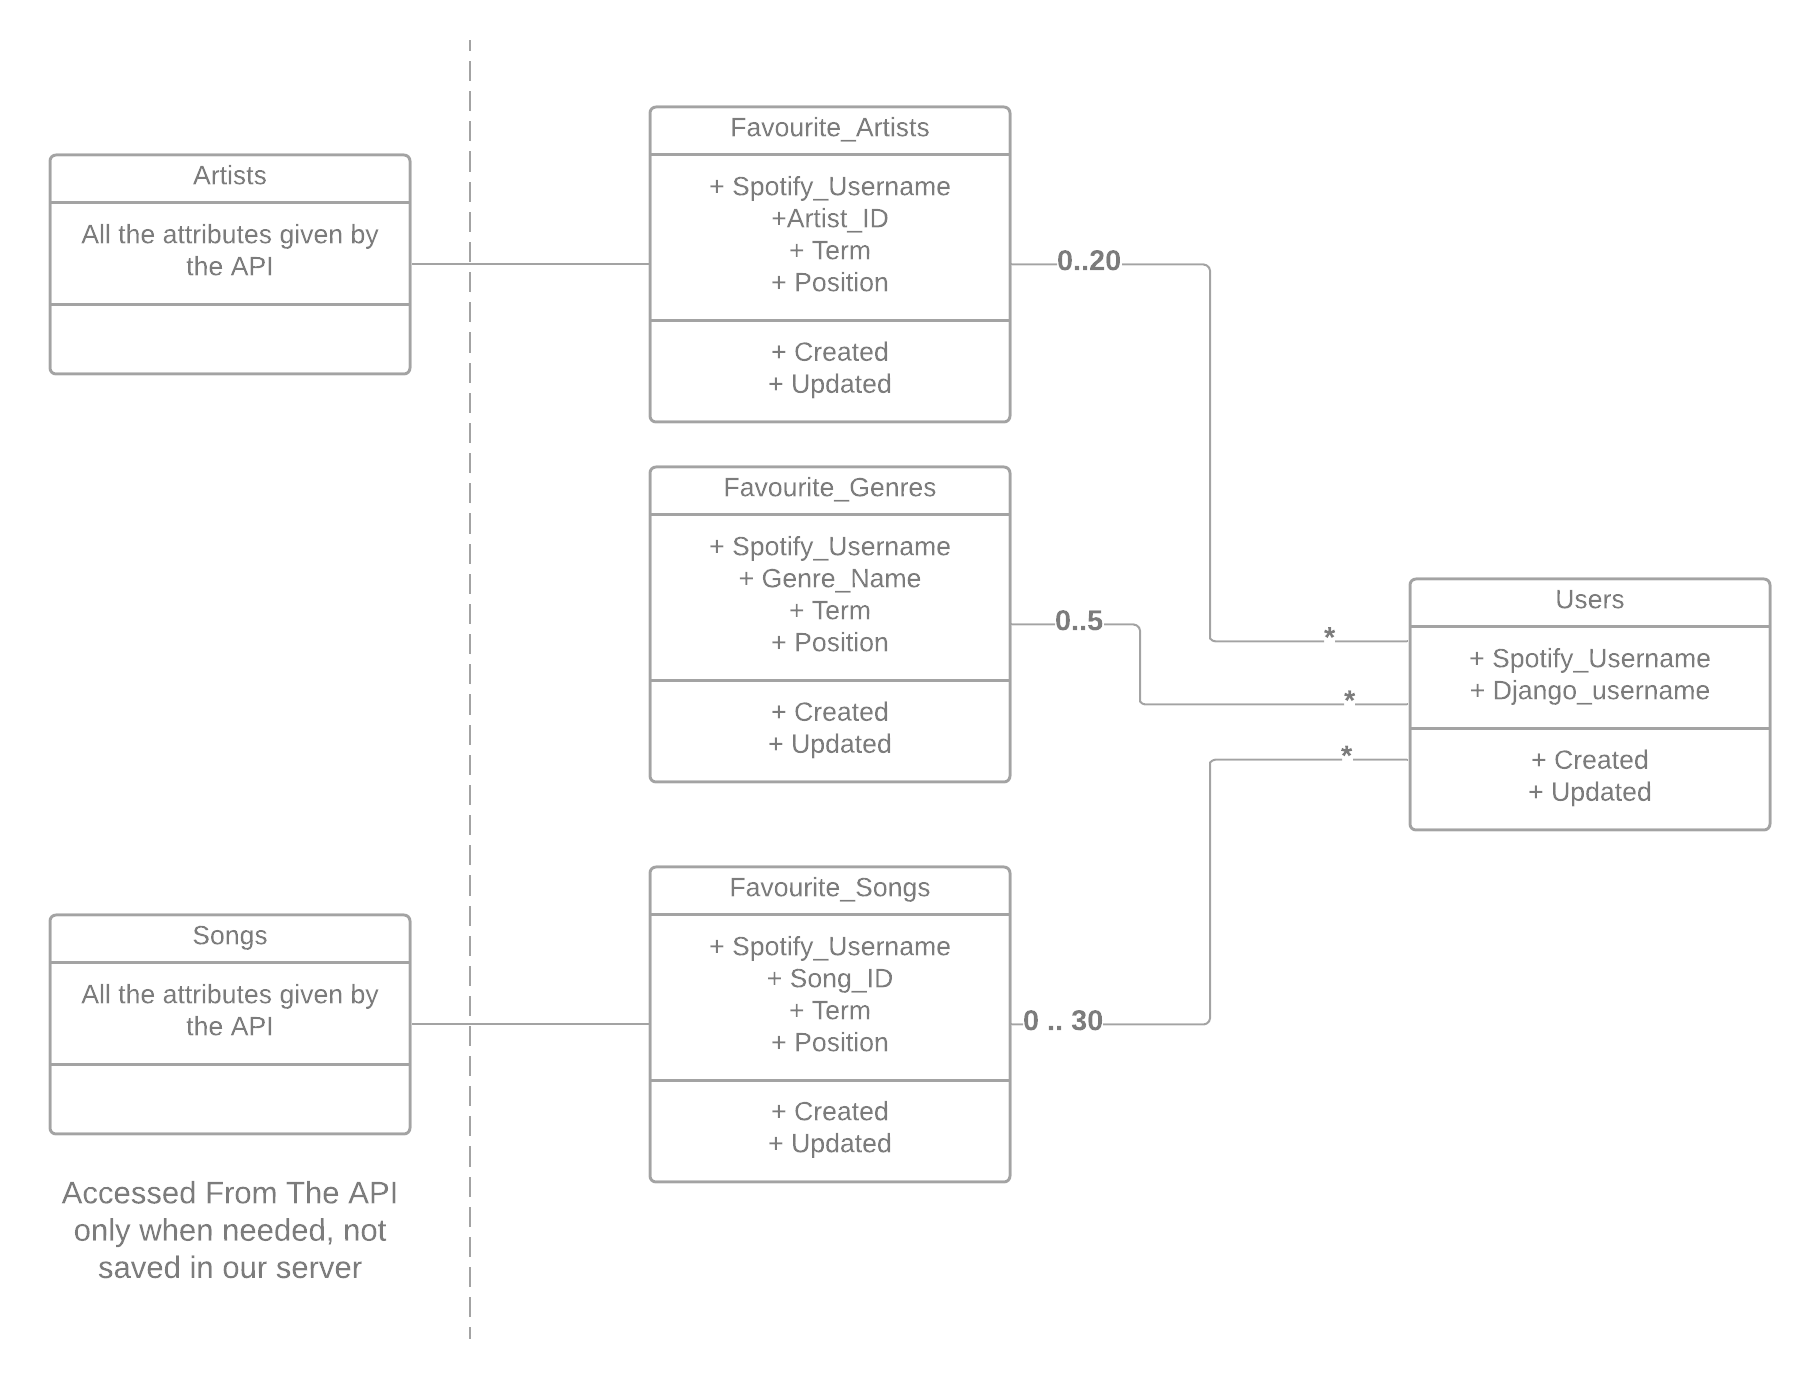 Artists
All the attributes given by
the API
Songs
All the attributes given by
the API
Accessed From The API
only when needed, not
saved in our server
Favourite_Artists
+ Spotify_Username
+Artist_ID
+ Term
+ Position
+ Created
+ Updated
0..20
*
Favourite_Genres
+ Spotify_Username
+ Genre_Name
+ Term
+ Position
+ Created
+ Updated
0..5
*
Favourite_Songs
+ Spotify_Username
+ Song_ID
+ Term
+ Position
+ Created
+ Updated
0 .. 30
*
Users
+ Spotify_Username
+ Django_username
+ Created
+ Updated